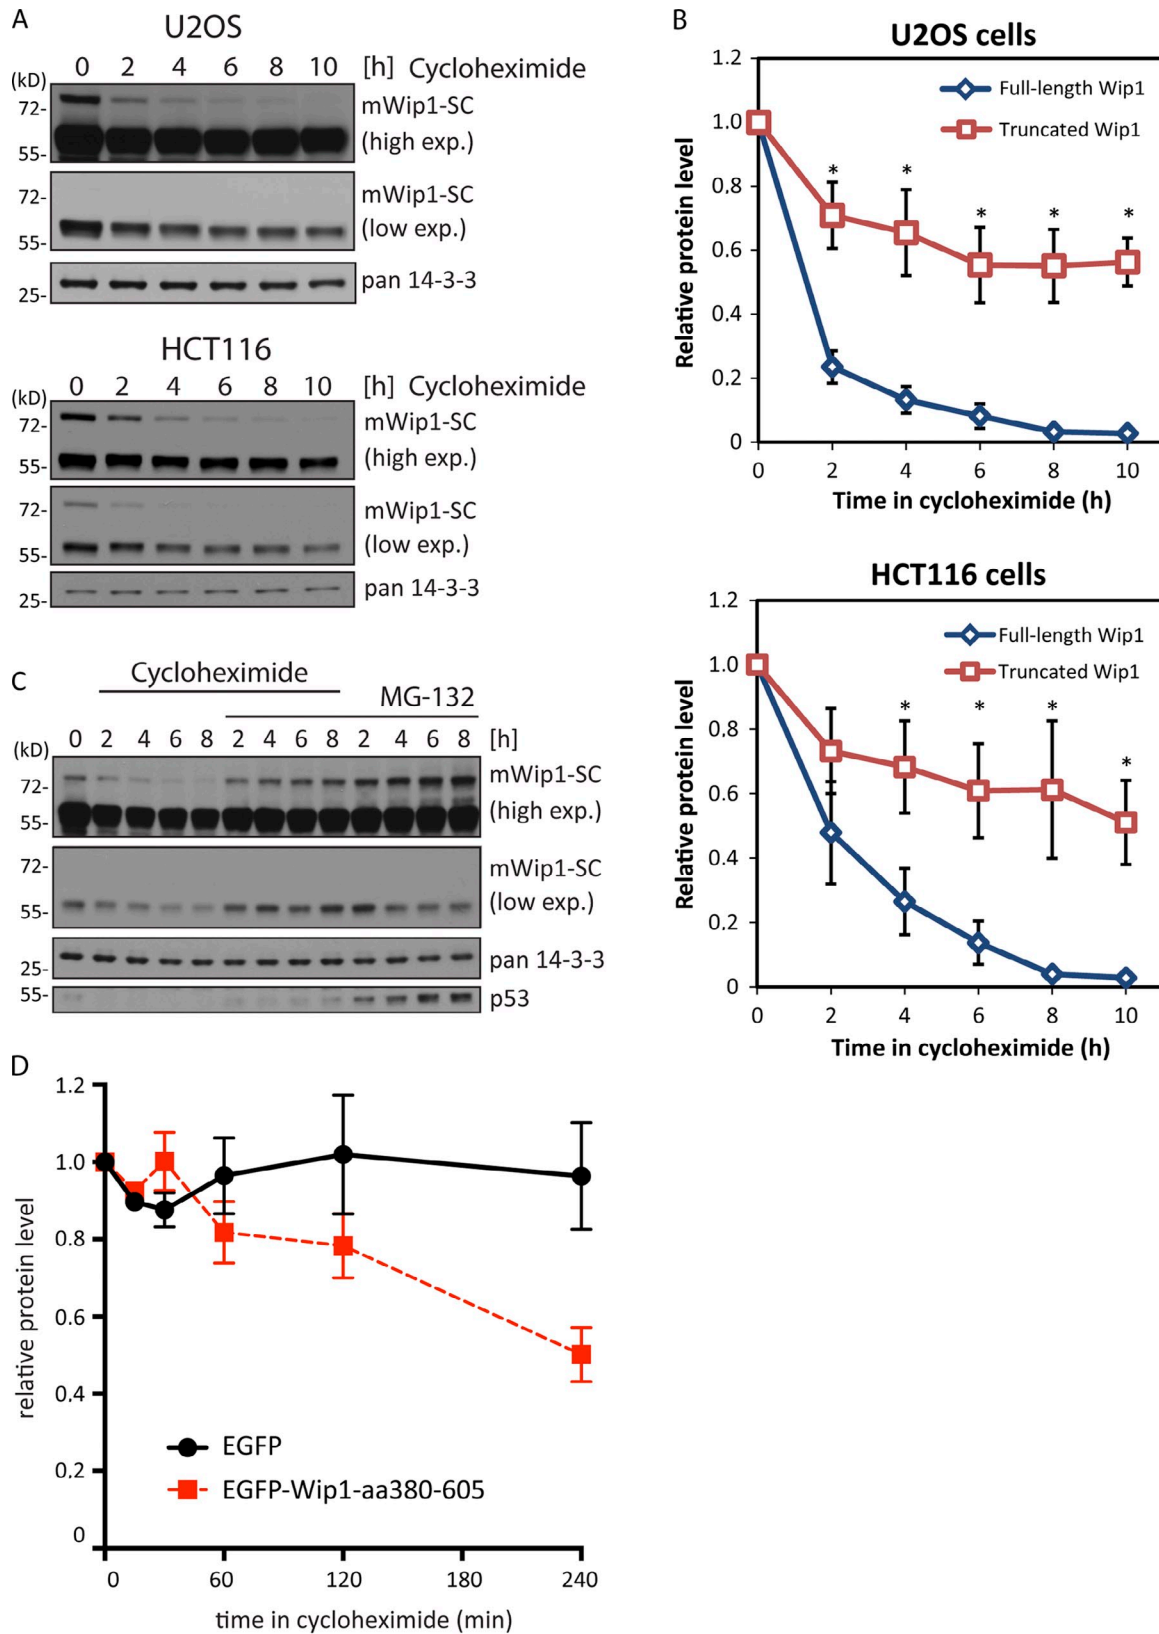 A
U2OS
0 2 4 6 8 10 [h] Cycloheximide
(kD)
72-
55-
mWip1-SC
(high exp.)
72-
55-
mWip1-SC
(low exp.)
25-
pan 14-3-3
HCT116
0 2 4 6 8 10 [h] Cycloheximide
(kD)
72-
55-
mWip1-SC
(high exp.)
72-
55-
mWip1-SC
(low exp.)
25-
pan 14-3-3
B
U2OS cells
Full-length Wip1
Truncated Wip1
Relative protein level
1.2
1.0
0.8
0.6
0.4
0.2
0
* * * * *
0 2 4 6 8 10
Time in cycloheximide (h)
HCT116 cells
Full-length Wip1
Truncated Wip1
Relative protein level
1.2
1.0
0.8
0.6
0.4
0.2
0
* * * *
0 2 4 6 8 10
Time in cycloheximide (h)
C
Cycloheximide
MG-132
(kD)
0 2 4 6 8 2 4 6 8 2 4 6 8 [h]
72-
55-
mWip1-SC
(high exp.)
72-
55-
mWip1-SC
(low exp.)
25-
pan 14-3-3
55-
p53
D
relative protein level
1.2
1.0
0.8
0.6
0.4
0.2
0
EGFP
EGFP-Wip1-aa380-605
0 60 120 180 240
time in cycloheximide (min)